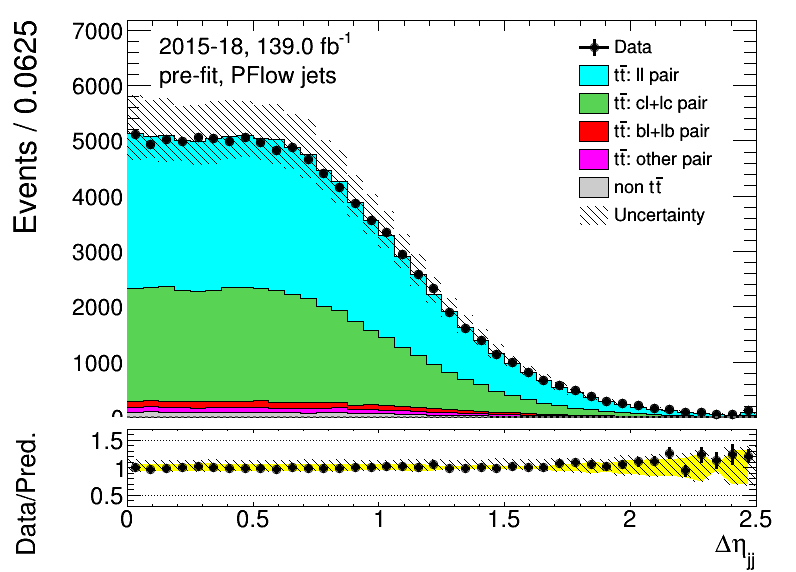 7000
6000
5000
4000
3000
2000
1000
0
Events / 0.0625
2015-18, 139.0 fb⁻¹
pre-fit, PFlow jets
Data
tt̄: ll pair
tt̄: cl+lc pair
tt̄: bl+lb pair
tt̄: other pair
non tt̄
Uncertainty
Data/Pred.
1.5
1
0.5
0 0.5 1 1.5 2 2.5
Δη_jj